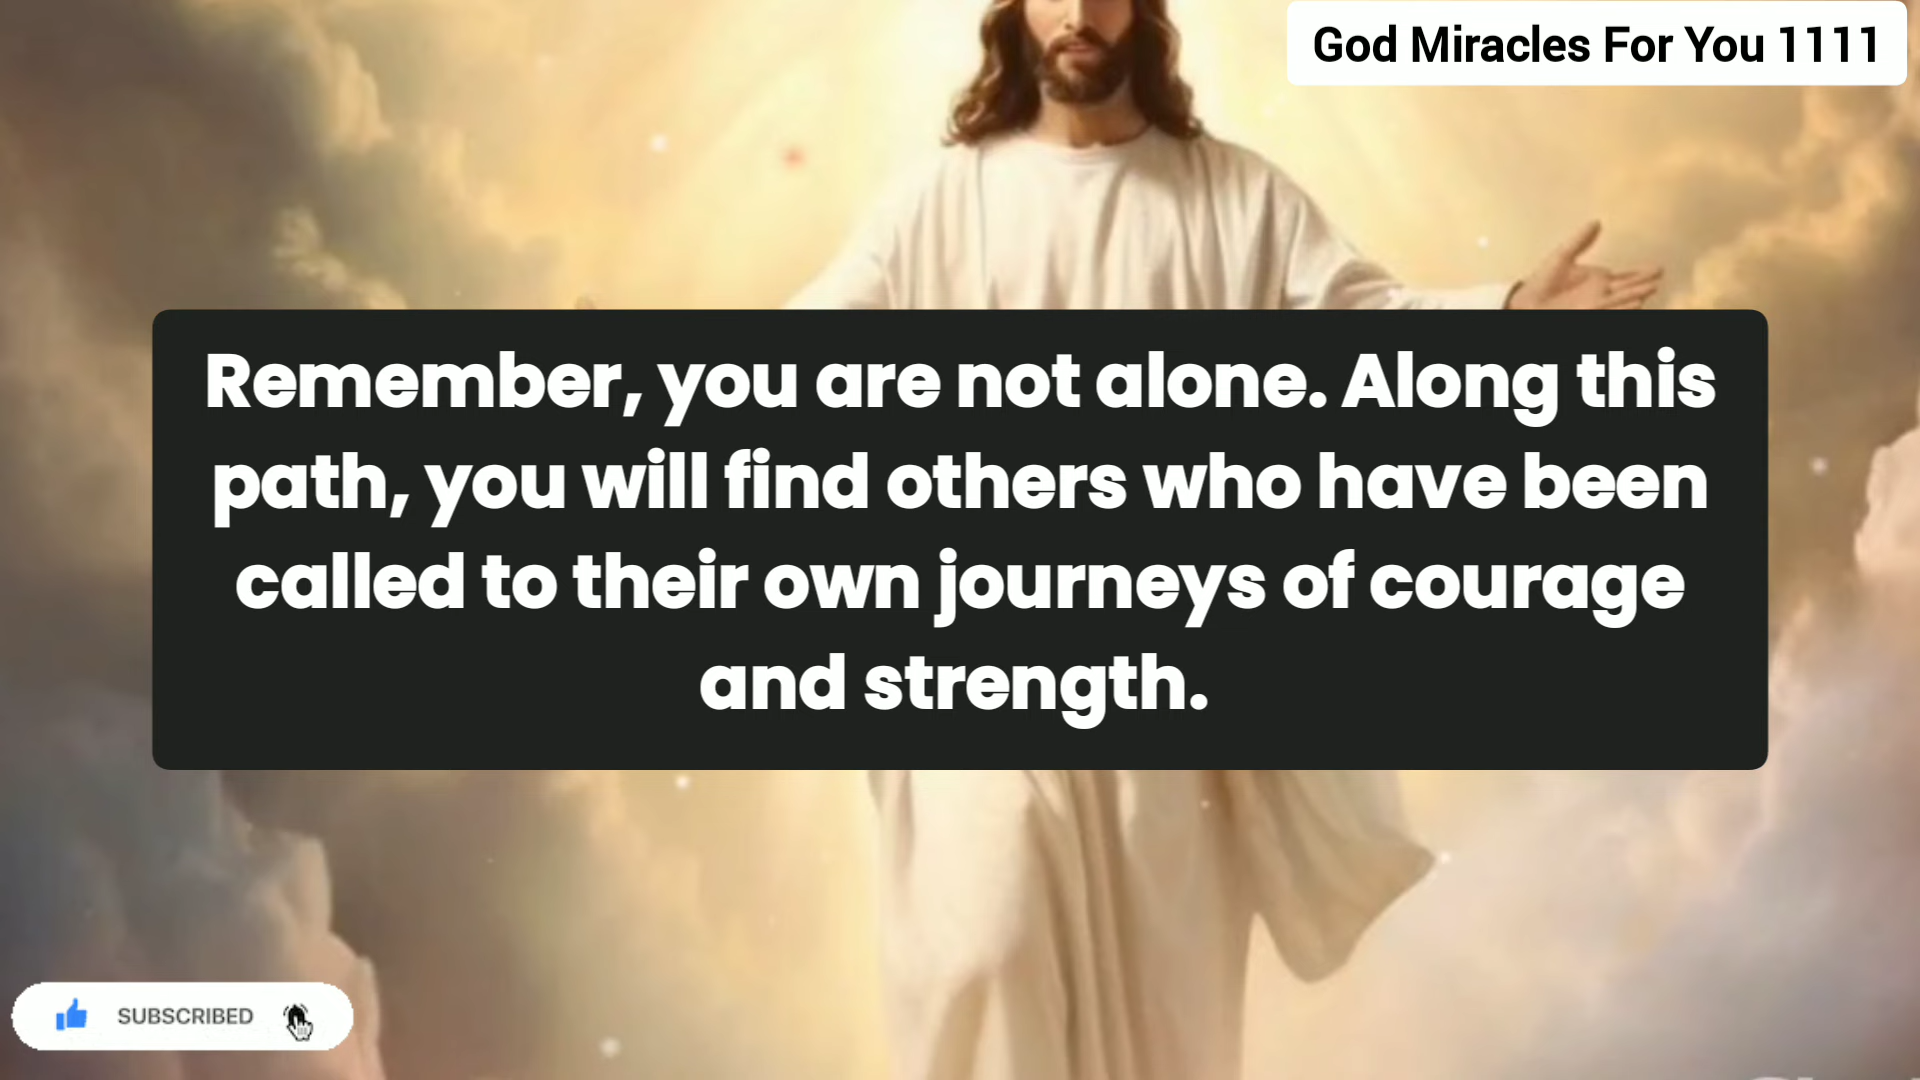 God Miracles For You 1111
Remember, you are not alone. Along this
path, you will find others who have been
called to their own journeys of courage
and strength.
SUBSCRIBED